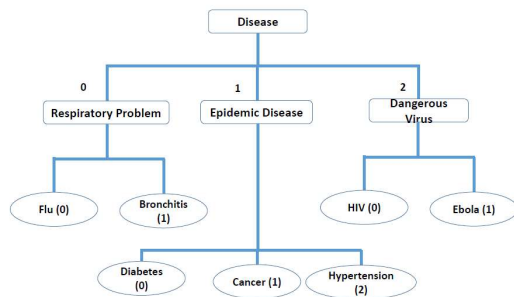 Disease
0
1
2
Respiratory Problem
Epidemic Disease
Dangerous
Virus
Flu (0)
Bronchitis
(1)
HIV (0)
Ebola (1)
Diabetes
(0)
Cancer (1)
Hypertension
(2)